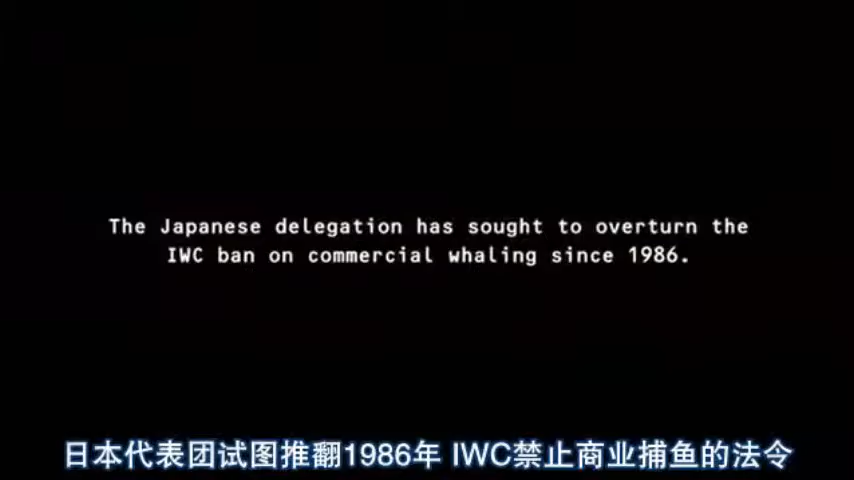 The Japanese delegation has sought to overturn the
IWC ban on commercial whaling since 1986.
日本代表团试图推翻1986年 IWC禁止商业捕鱼的法令